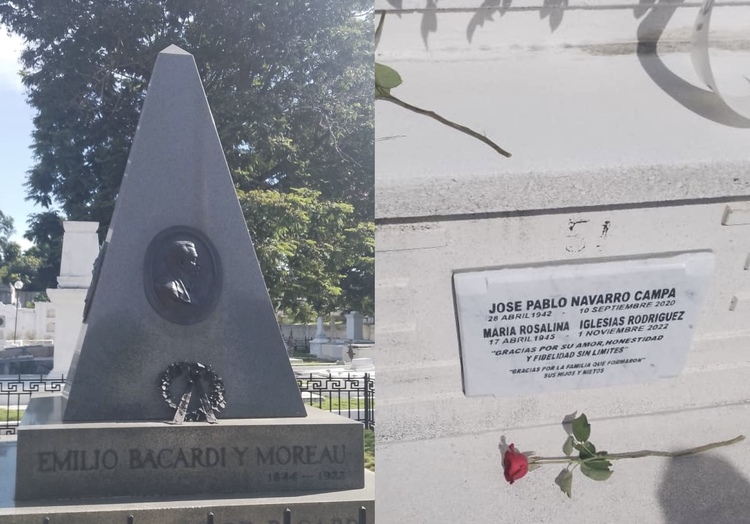 EMILIO BACARDI Y MOREAU
1844 - 1922
JOSE PABLO NAVARRO CAMPA
26 ABRIL 1942 - 10 SEPTIEMBRE 2020
MARIA ROSALINA IGLESIAS RODRIGUEZ
17 ABRIL 1945 - 1 NOVIEMBRE 2022
"GRACIAS POR SU AMOR, HONESTIDAD
Y FIDELIDAD SIN LIMITES"
"GRACIAS POR LA FAMILIA QUE FORMARON"
SUS HIJOS Y NIETOS